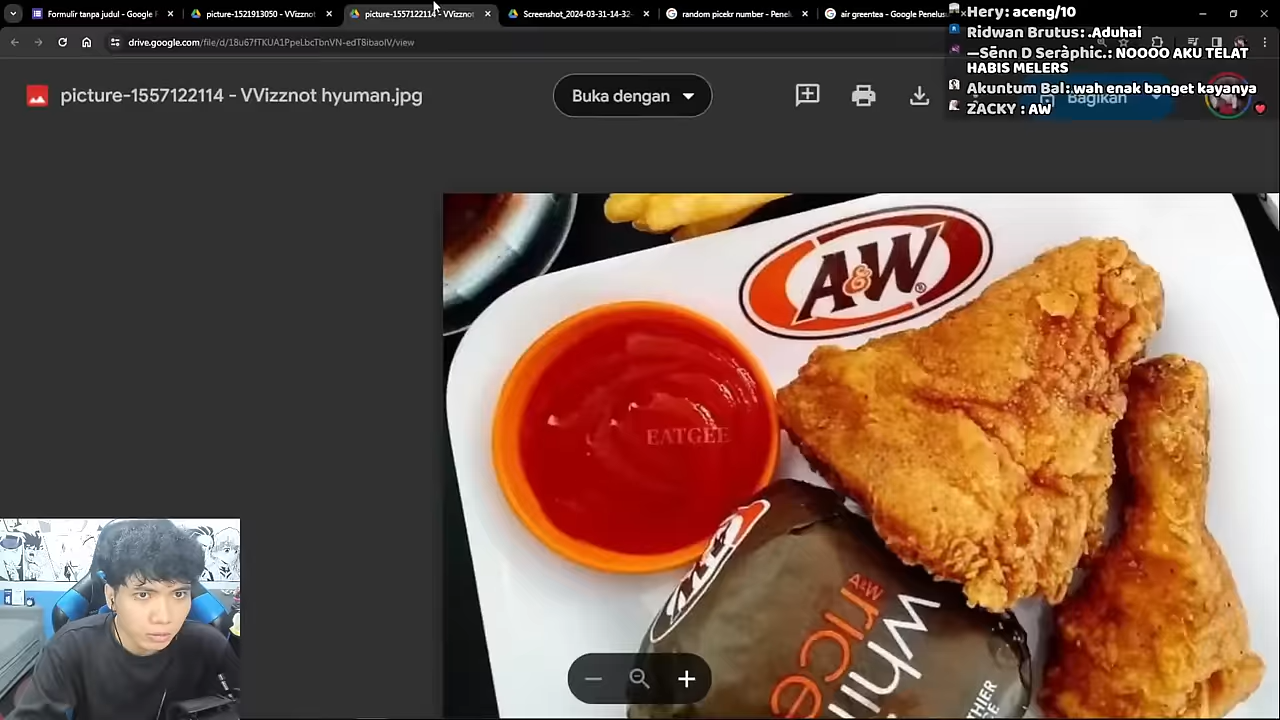 Formulir tanpa judul - Google F
picture-1521913050 - VVizznot
picture-1557122114 - VVizznot
Screenshot_2024-03-31-14-32-
random picekr number - Penel
air greentea - Google Penelus
drive.google.com/file/d/18u67fTKUA1PpeLbcTbnVN-edT8ibaolV/view
picture-1557122114 - VVizznot hyuman.jpg
Buka dengan
Bagikan
Hery: aceng/10
Ridwan Brutus: .Aduhai
—Sēnn D Seràphic.: NOOOO AKU TELAT
HABIS MELERS
Akuntum Bal: wah enak banget kayanya
ZACKY : AW
A&W
EATGEE
A&W
A&W
rice
whi
THIER
GE